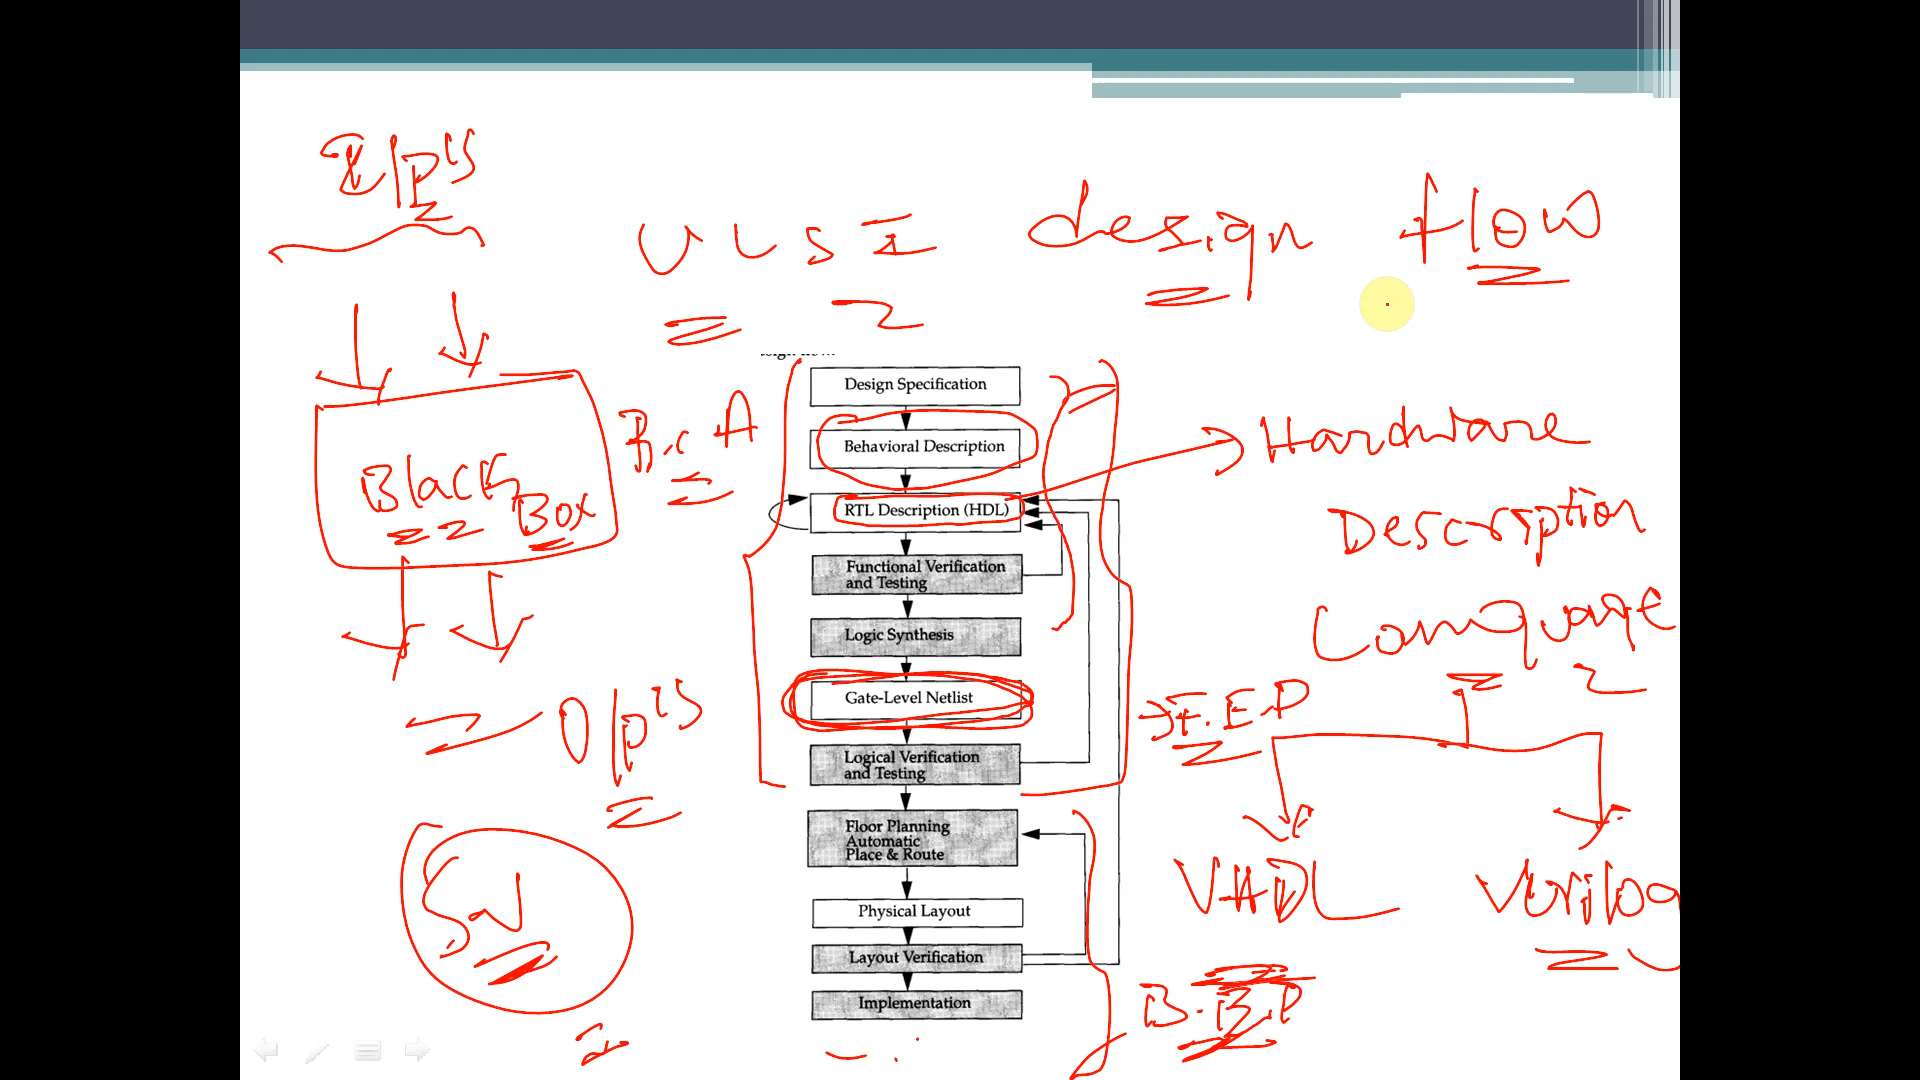 I/p's
VLSI design flow
Design Specification
Behavioral Description
RTL Description (HDL)
Functional Verification
and Testing
Logic Synthesis
Gate-Level Netlist
Logical Verification
and Testing
Floor Planning
Automatic
Place & Route
Physical Layout
Layout Verification
Implementation
Black
Box
O/p's
Hardware
Description
Language
F.E.D
VHDL Verilog